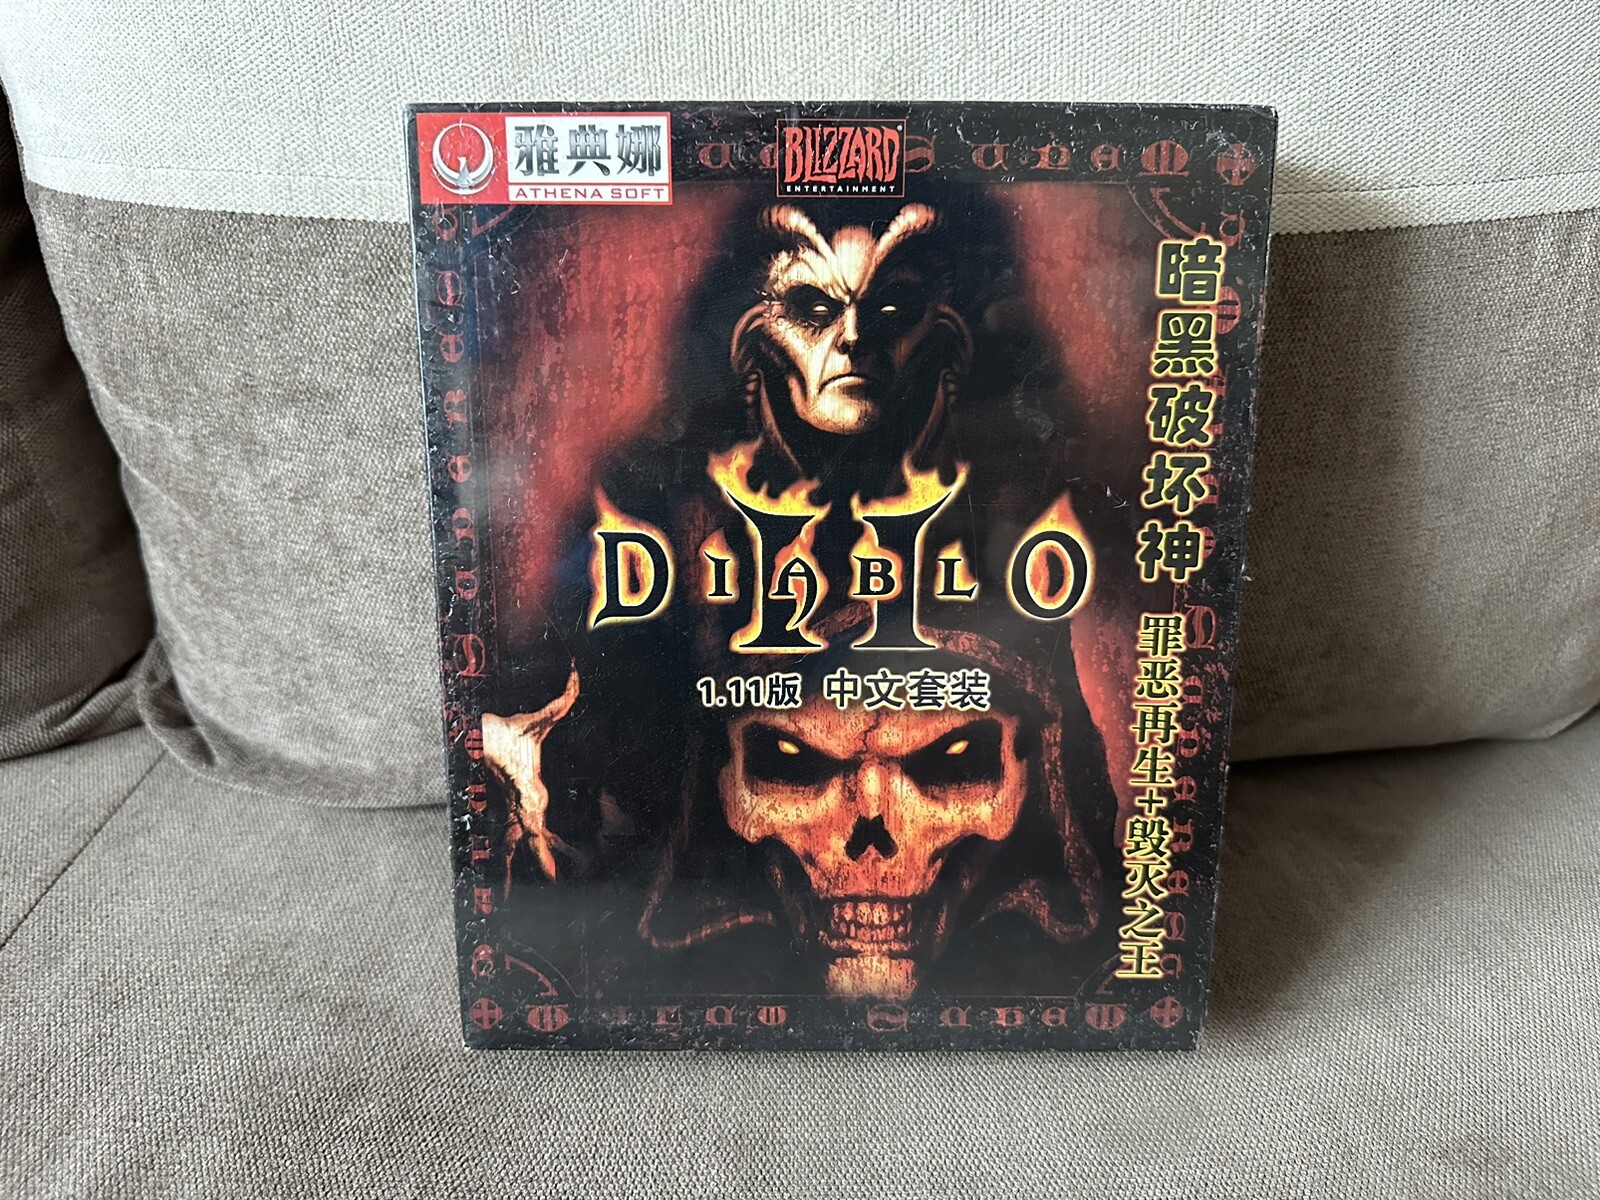 雅典娜
ATHENA SOFT
BLIZZARD
ENTERTAINMENT
暗黑破坏神
罪恶再生+毁灭之王
DIABLO
II
1.11版 中文套装